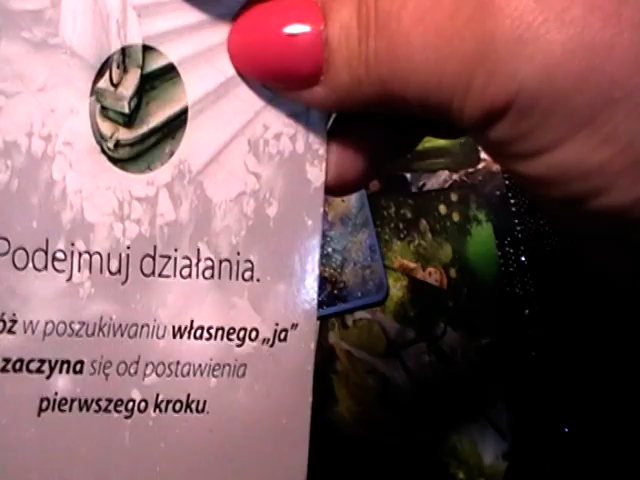 Podejmuj działania.
óż w poszukiwaniu własnego „ja”
zaczyna się od postawienia
pierwszego kroku.